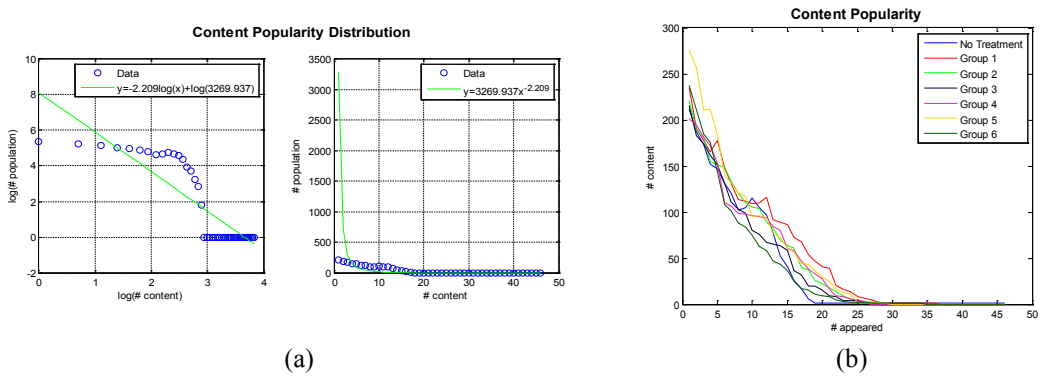 Content Popularity Distribution
10
8
6
4
2
0
-2
0
1
2
3
4
log(# population)
log(# content)
Data
y=-2.209log(x)+log(3269.937)
3500
3000
2500
2000
1500
1000
500
0
0
10
20
30
40
50
# population
# content
Data
y=3269.937x^-2.209
(a)
Content Popularity
300
250
200
150
100
50
0
0
5
10
15
20
25
30
35
40
45
50
# content
# appeared
No Treatment
Group 1
Group 2
Group 3
Group 4
Group 5
Group 6
(b)